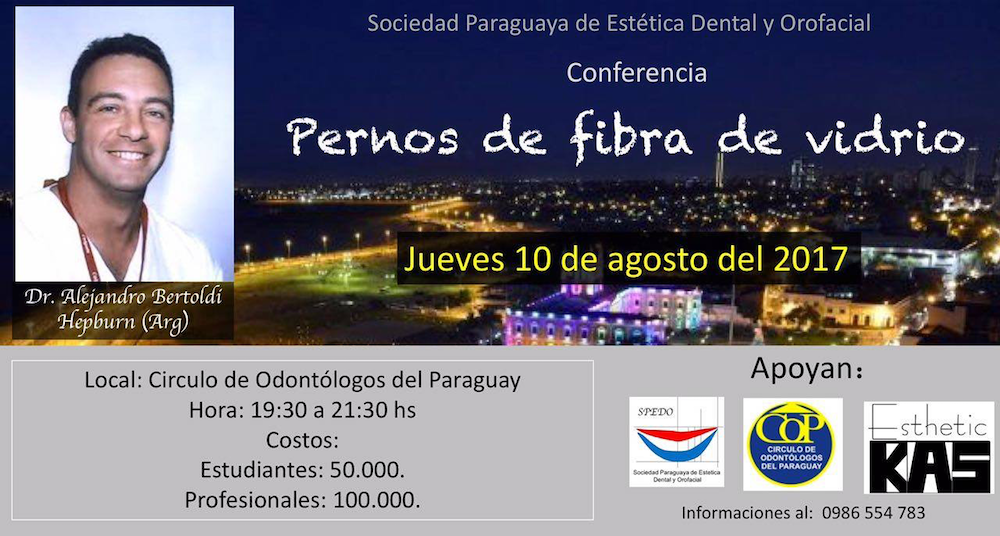 Sociedad Paraguaya de Estética Dental y Orofacial
Conferencia
Pernos de fibra de vidrio
Jueves 10 de agosto del 2017
Dr. Alejandro Bertoldi
Hepburn (Arg)
Local: Circulo de Odontólogos del Paraguay
Hora: 19:30 a 21:30 hs
Costos:
Estudiantes: 50.000.
Profesionales: 100.000.
Apoyan:
SPEDO
Sociedad Paraguaya de Estetica
Dental y Orofacial
COP
CIRCULO DE
ODONTÓLOGOS
DEL PARAGUAY
Esthetic
KAS
Informaciones al: 0986 554 783